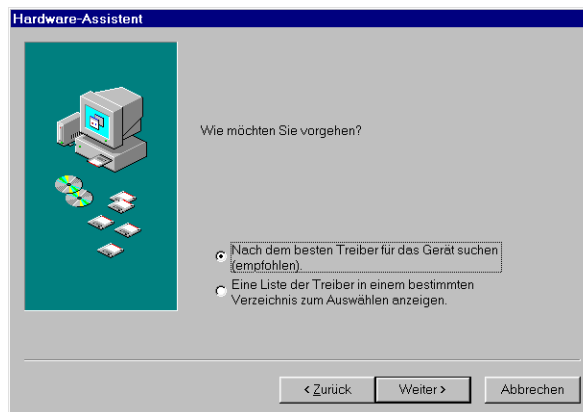 Hardware-Assistent
Wie möchten Sie vorgehen?
Nach dem besten Treiber für das Gerät suchen
(empfohlen).
Eine Liste der Treiber in einem bestimmten
Verzeichnis zum Auswählen anzeigen.
< Zurück
Weiter >
Abbrechen